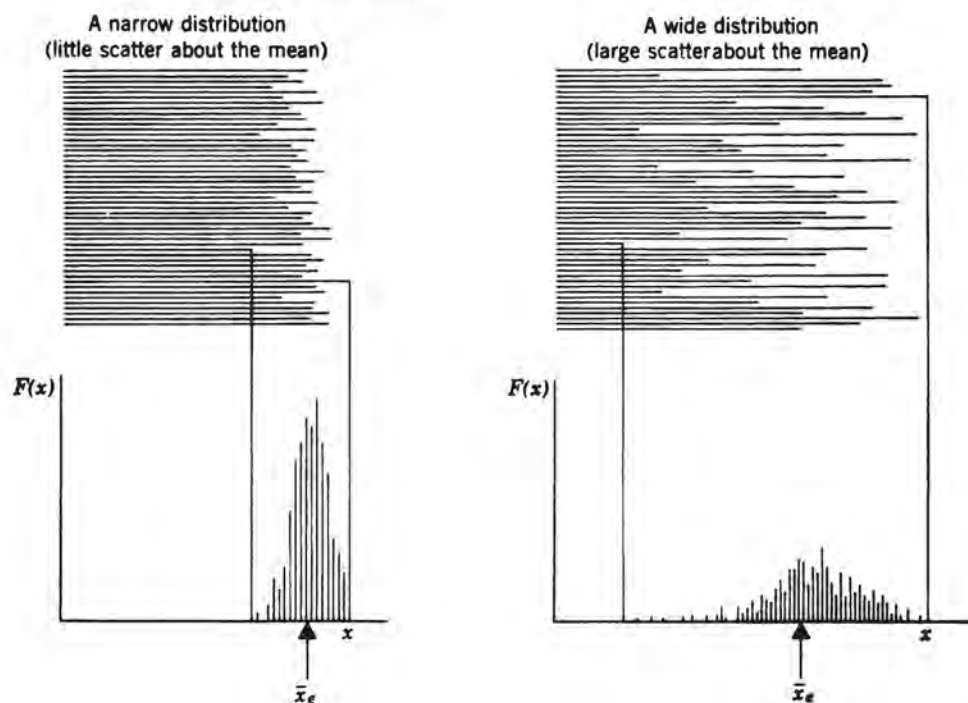 A narrow distribution
(little scatter about the mean)
A wide distribution
(large scatterabout the mean)
F(x)
x
x̄e
F(x)
x
x̄e